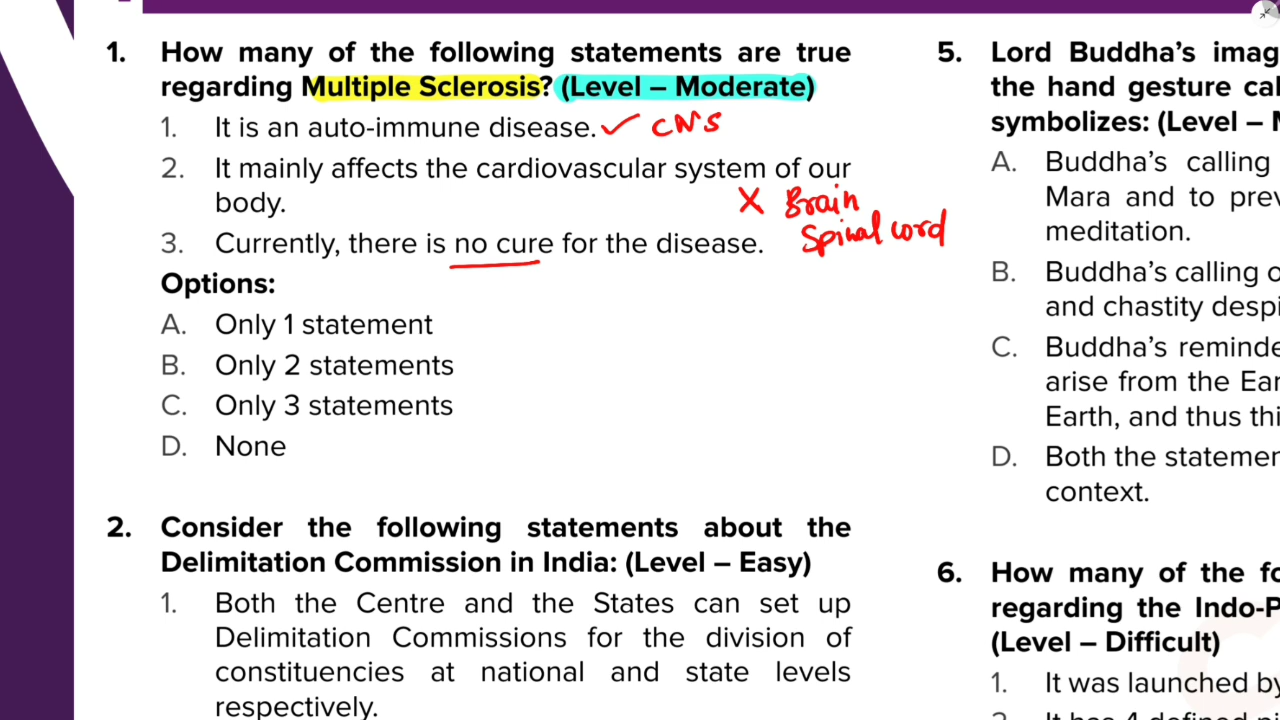 1. How many of the following statements are true
regarding Multiple Sclerosis? (Level – Moderate)
1. It is an auto-immune disease. ✓ CNS
2. It mainly affects the cardiovascular system of our
body.
X Brain
Spinal cord
3. Currently, there is no cure for the disease.
Options:
A. Only 1 statement
B. Only 2 statements
C. Only 3 statements
D. None
2. Consider the following statements about the
Delimitation Commission in India: (Level – Easy)
1. Both the Centre and the States can set up
Delimitation Commissions for the division of
constituencies at national and state levels
respectively.
5. Lord Buddha’s imag
the hand gesture cal
symbolizes: (Level –
A. Buddha’s calling
Mara and to prev
meditation.
B. Buddha’s calling o
and chastity despi
C. Buddha’s reminde
arise from the Ear
Earth, and thus thi
D. Both the statemen
context.
6. How many of the fo
regarding the Indo-P
(Level – Difficult)
1. It was launched by